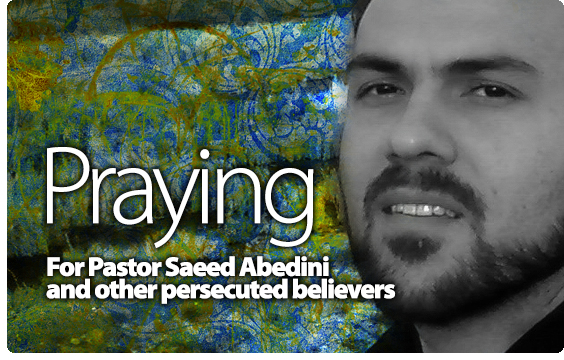 Praying
For Pastor Saeed Abedini
and other persecuted believers